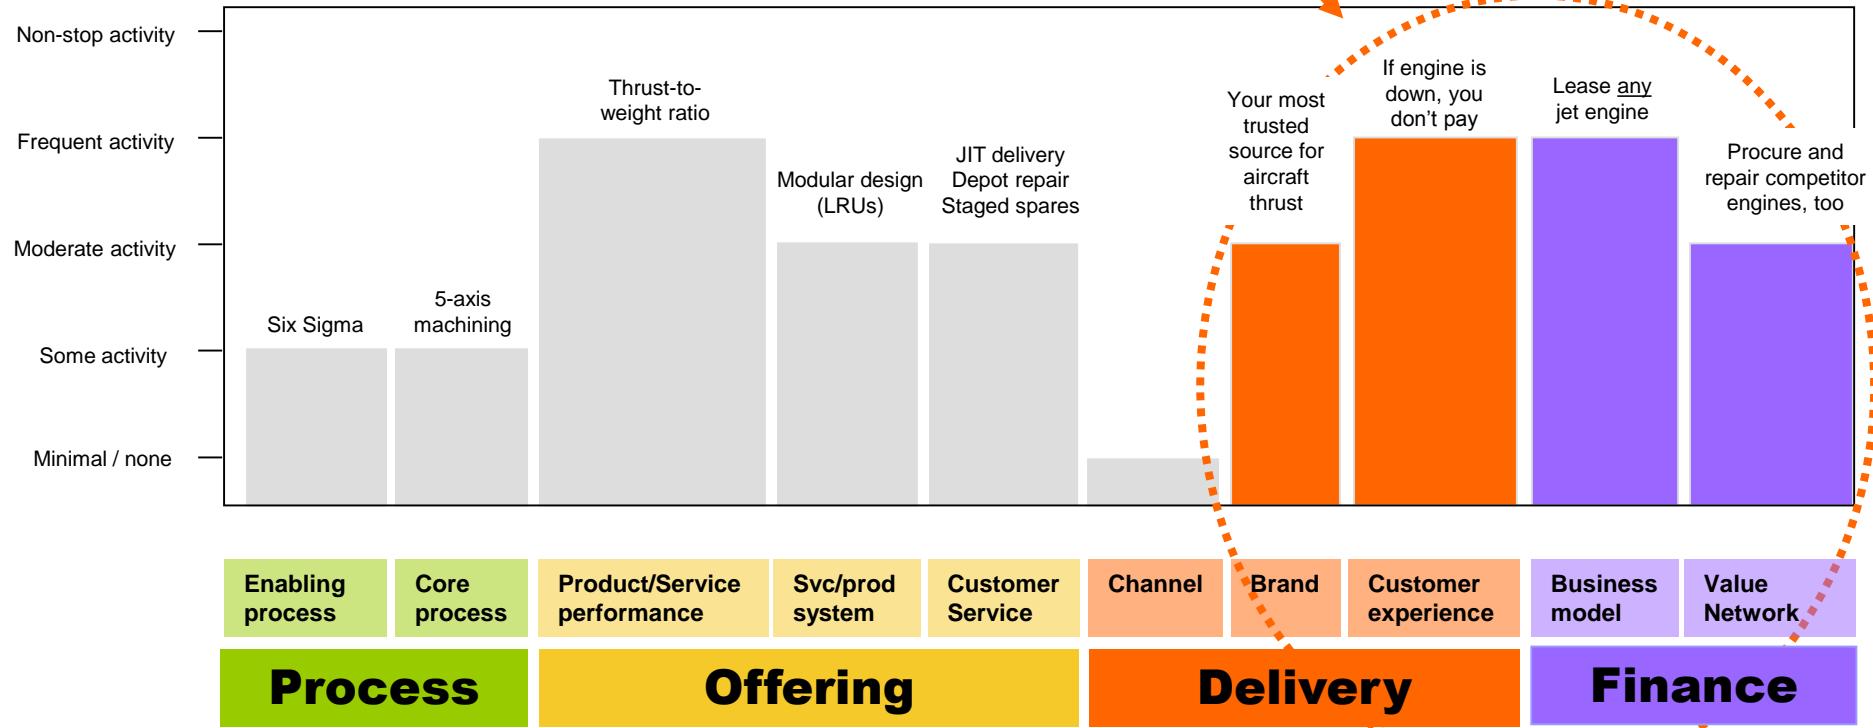 Non-stop activity
Frequent activity
Moderate activity
Some activity
Minimal / none
Six Sigma
5-axis
machining
Thrust-to-
weight ratio
Modular design
(LRUs)
JIT delivery
Depot repair
Staged spares
Your most
trusted
source for
aircraft
thrust
If engine is
down, you
don’t pay
Lease any
jet engine
Procure and
repair competitor
engines, too
Enabling
process
Core
process
Product/Service
performance
Svc/prod
system
Customer
Service
Channel
Brand
Customer
experience
Business
model
Value
Network
Process
Offering
Delivery
Finance